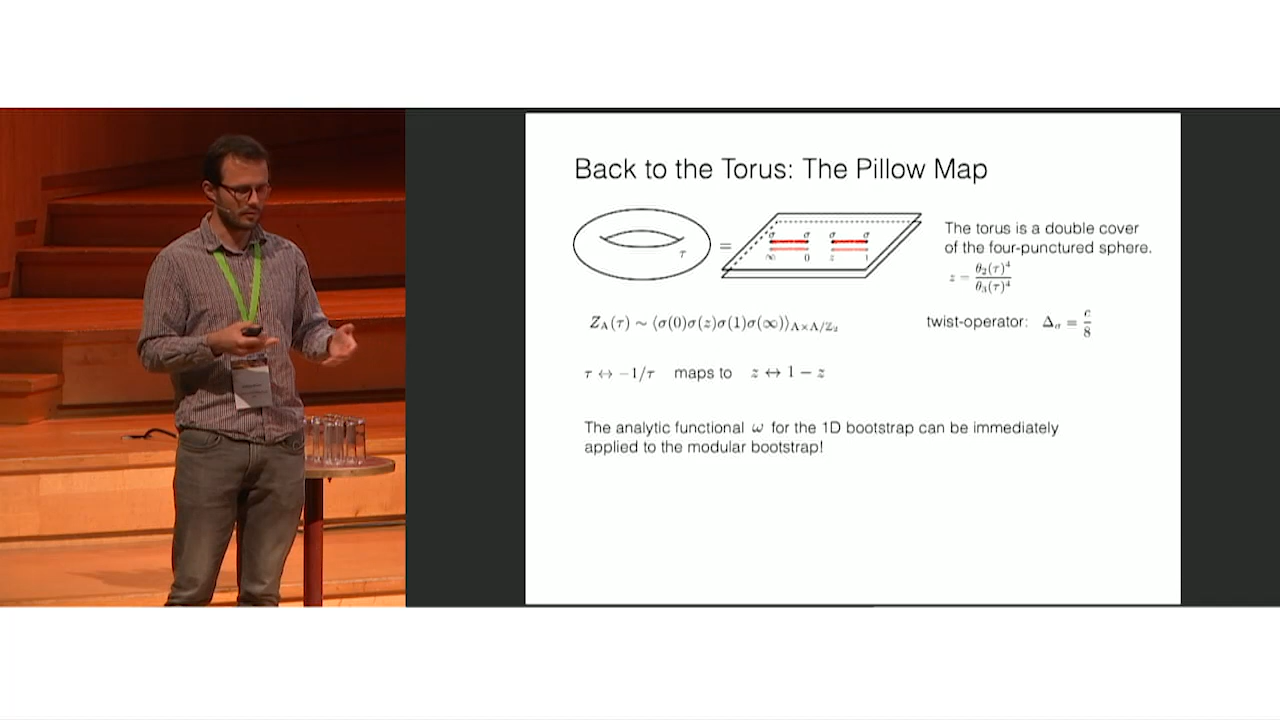 Back to the Torus: The Pillow Map
τ
=
σ σ σ σ
∞ 0 z 1
The torus is a double cover
of the four-punctured sphere.
z = θ₂(τ)⁴ / θ₃(τ)⁴
Z_Λ(τ) ~ ⟨σ(0)σ(z)σ(1)σ(∞)⟩_Λ×Λ/ℤ₂
twist-operator: Δ_σ = c/8
τ ↔ −1/τ maps to z ↔ 1 − z
The analytic functional ω for the 1D bootstrap can be immediately
applied to the modular bootstrap!